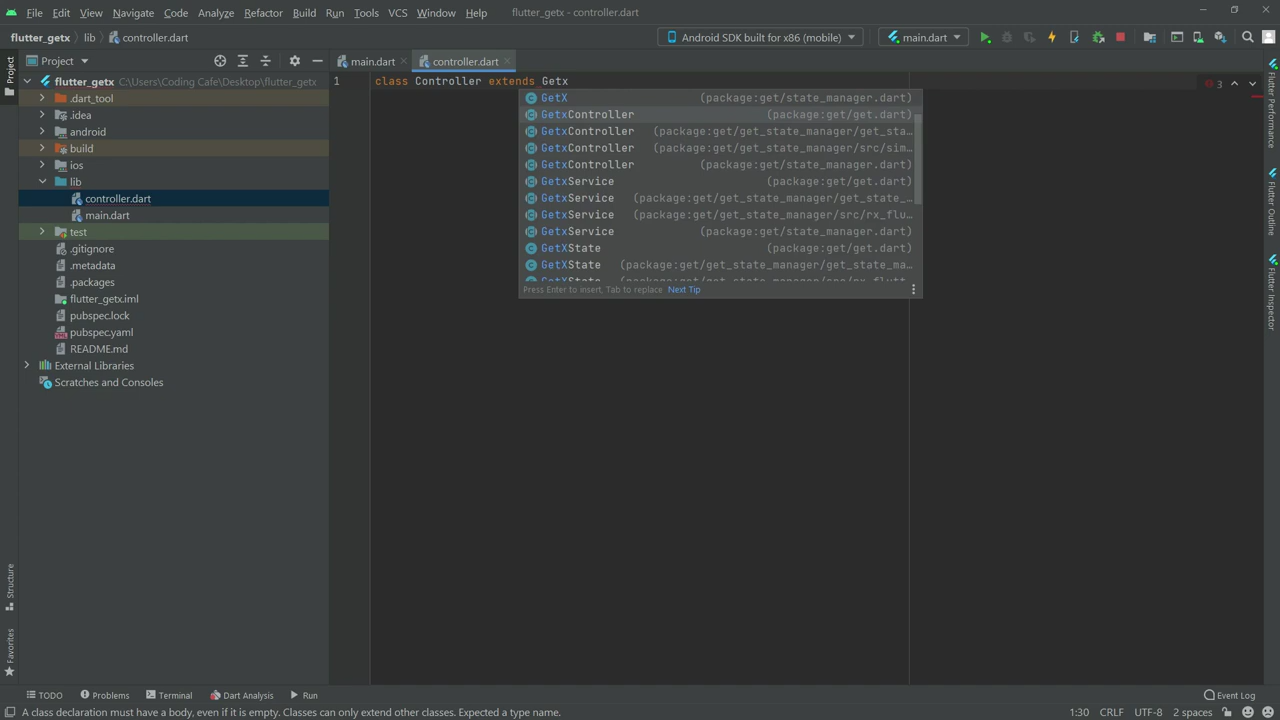 File Edit View Navigate Code Analyze Refactor Build Run Tools VCS Window Help flutter_getx - controller.dart
flutter_getx lib controller.dart Android SDK built for x86 (mobile) main.dart
Project main.dart controller.dart
flutter_getx C:\Users\Coding Cafe\Desktop\flutter_getx
.dart_tool
.idea
android
build
ios
lib
controller.dart
main.dart
test
.gitignore
.metadata
.packages
flutter_getx.iml
pubspec.lock
pubspec.yaml
README.md
External Libraries
Scratches and Consoles
1 class Controller extends Getx
3
GetX (package:get/state_manager.dart)
GetxController (package:get/get.dart)
GetxController (package:get/get_state_manager/get_sta...
GetxController (package:get/get_state_manager/src/sim...
GetxController (package:get/state_manager.dart)
GetxService (package:get/get.dart)
GetxService (package:get/get_state_manager/get_state_...
GetxService (package:get/get_state_manager/src/rx_flu...
GetxService (package:get/state_manager.dart)
GetXState (package:get/get.dart)
GetXState (package:get/get_state_manager/get_state_ma...
GetXState (package:get/get_state_manager/src/rx_flutt...
Press Enter to insert, Tab to replace Next Tip
Project
Structure
Favorites
Flutter Performance
Flutter Outline
Flutter Inspector
TODO Problems Terminal Dart Analysis Run Event Log
A class declaration must have a body, even if it is empty. Classes can only extend other classes. Expected a type name. 1:30 CRLF UTF-8 2 spaces